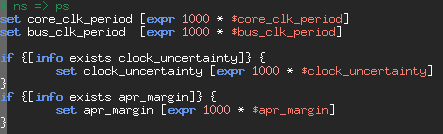 # ns => ps
set core_clk_period [expr 1000 * $core_clk_period]
set bus_clk_period  [expr 1000 * $bus_clk_period]

if {[info exists clock_uncertainty]} {
        set clock_uncertainty [expr 1000 * $clock_uncertainty]
}
if {[info exists apr_margin]} {
        set apr_margin [expr 1000 * $apr_margin]
}